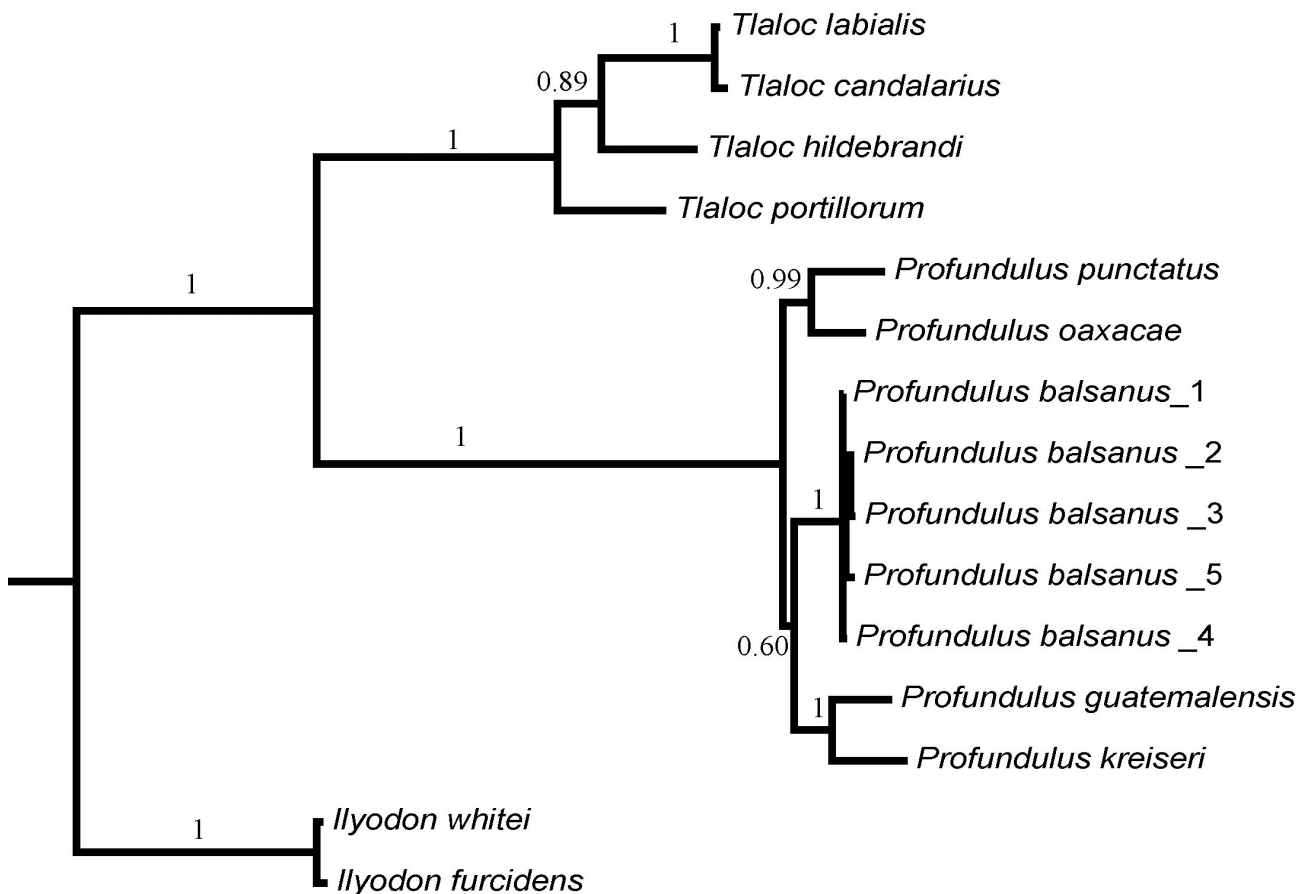 1 Tlaloc labialis
0.89 Tlaloc candalarius
1 Tlaloc hildebrandi
Tlaloc portillorum
1
0.99 Profundulus punctatus
Profundulus oaxacae
Profundulus balsanus_1
1 Profundulus balsanus _2
1 Profundulus balsanus _3
Profundulus balsanus _5
0.60 Profundulus balsanus _4
1 Profundulus guatemalensis
Profundulus kreiseri
1 Ilyodon whitei
Ilyodon furcidens